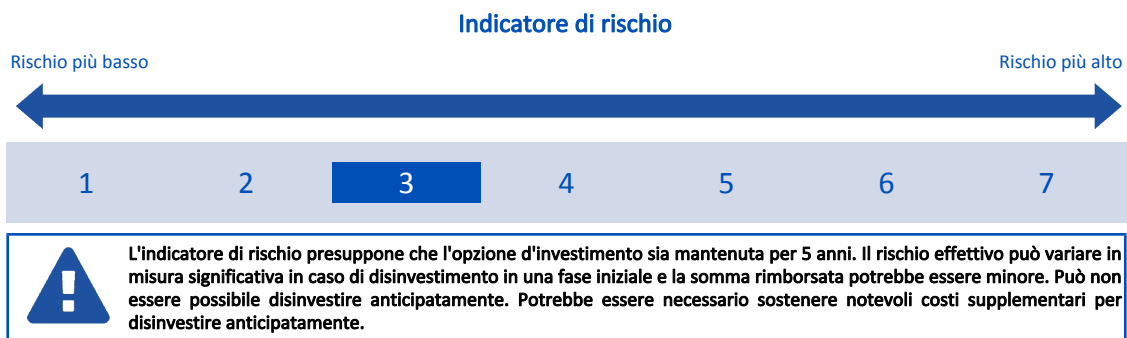 Indicatore di rischio
Rischio più basso Rischio più alto
1 2 3 4 5 6 7
L'indicatore di rischio presuppone che l'opzione d'investimento sia mantenuta per 5 anni. Il rischio effettivo può variare in
misura significativa in caso di disinvestimento in una fase iniziale e la somma rimborsata potrebbe essere minore. Può non
essere possibile disinvestire anticipatamente. Potrebbe essere necessario sostenere notevoli costi supplementari per
disinvestire anticipatamente.